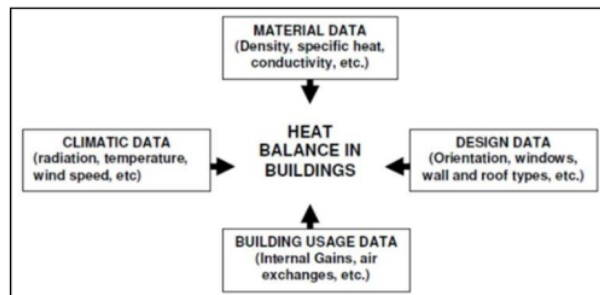 MATERIAL DATA
(Density, specific heat,
conductivity, etc.)
CLIMATIC DATA
(radiation, temperature,
wind speed, etc)
HEAT
BALANCE IN
BUILDINGS
DESIGN DATA
(Orientation, windows,
wall and roof types, etc.)
BUILDING USAGE DATA
(Internal Gains, air
exchanges, etc.)